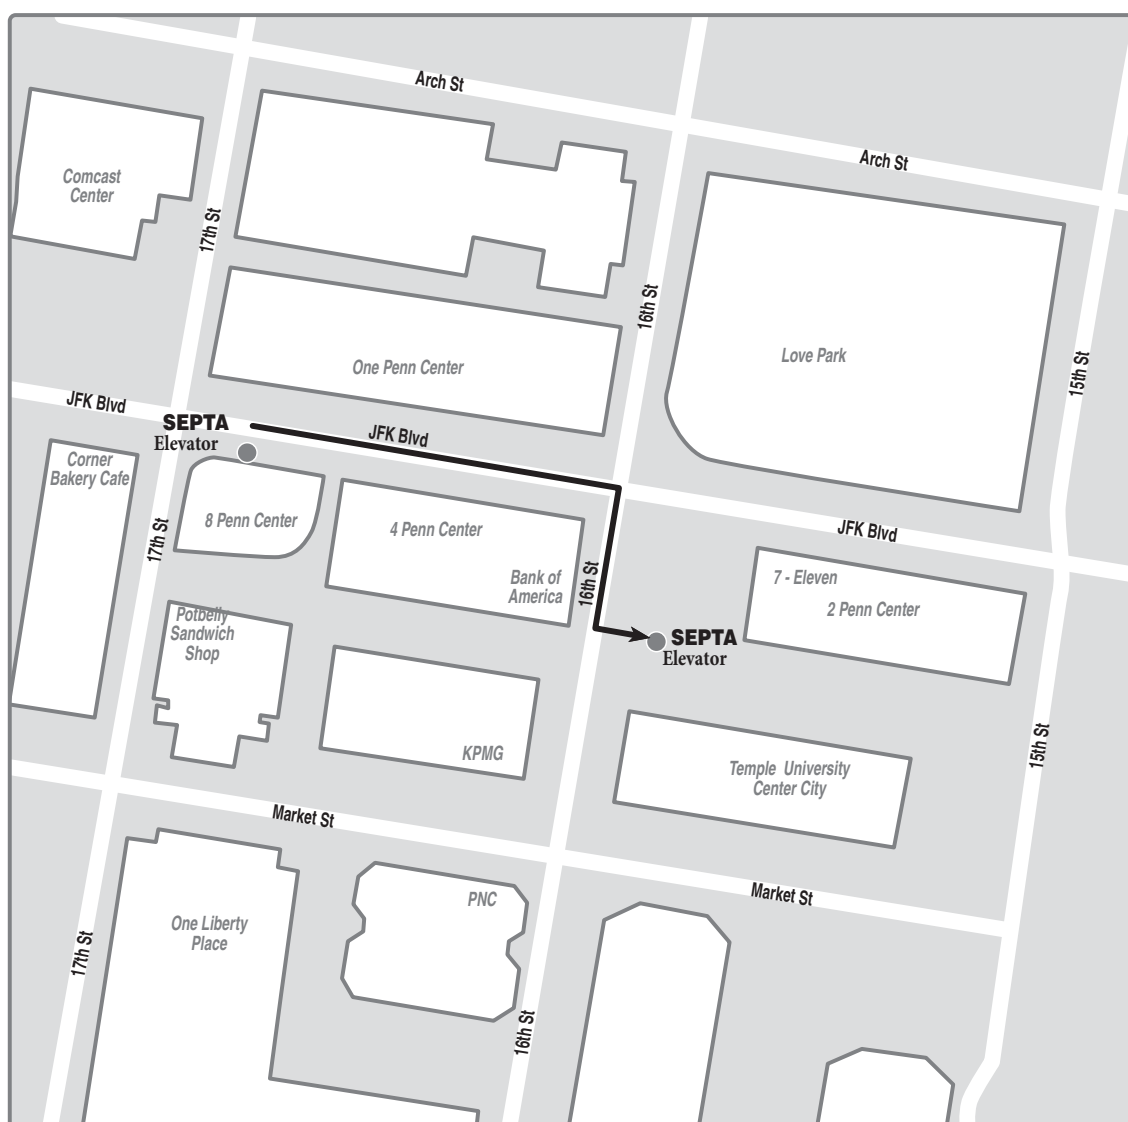 Arch St
Arch St
Comcast
Center
17th St
16th St
Love Park
15th St
One Penn Center
JFK Blvd
SEPTA
Elevator
JFK Blvd
Corner
Bakery Cafe
8 Penn Center
4 Penn Center
JFK Blvd
17th St
Bank of
America
16th St
7 - Eleven
2 Penn Center
Potbelly
Sandwich
Shop
SEPTA
Elevator
KPMG
15th St
Temple University
Center City
Market St
Market St
PNC
One Liberty
Place
17th St
16th St